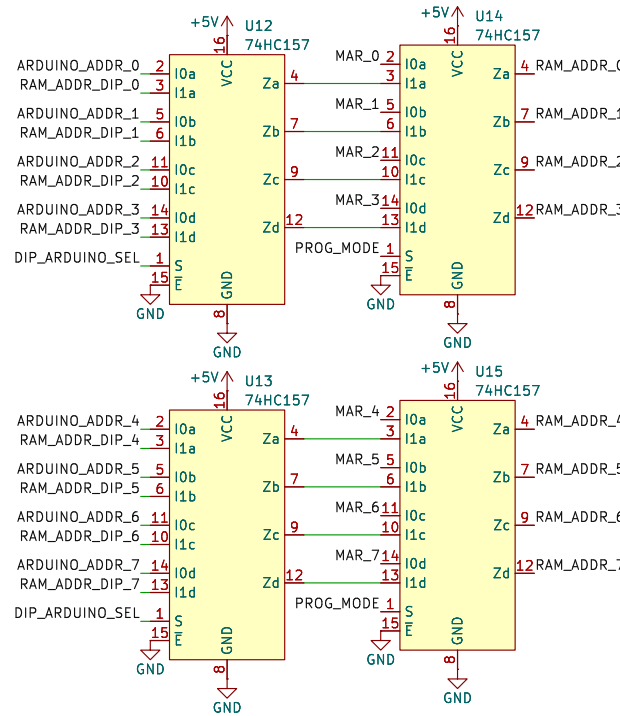 +5V
U12
74HC157
16
VCC
ARDUINO_ADDR_0 2 I0a
RAM_ADDR_DIP_0 3 I1a
Za 4
ARDUINO_ADDR_1 5 I0b
RAM_ADDR_DIP_1 6 I1b
Zb 7
ARDUINO_ADDR_2 11 I0c
RAM_ADDR_DIP_2 10 I1c
Zc 9
ARDUINO_ADDR_3 14 I0d
RAM_ADDR_DIP_3 13 I1d
Zd 12
DIP_ARDUINO_SEL 1 S
15 E
GND
GND
8
GND
+5V
U14
74HC157
16
VCC
MAR_0 2 I0a
3 I1a
Za 4 RAM_ADDR_0
MAR_1 5 I0b
6 I1b
Zb 7 RAM_ADDR_1
MAR_2 11 I0c
10 I1c
Zc 9 RAM_ADDR_2
MAR_3 14 I0d
13 I1d
Zd 12 RAM_ADDR_3
PROG_MODE 1 S
15 E
GND
GND
8
GND
+5V
U13
74HC157
16
VCC
ARDUINO_ADDR_4 2 I0a
RAM_ADDR_DIP_4 3 I1a
Za 4
ARDUINO_ADDR_5 5 I0b
RAM_ADDR_DIP_5 6 I1b
Zb 7
ARDUINO_ADDR_6 11 I0c
RAM_ADDR_DIP_6 10 I1c
Zc 9
ARDUINO_ADDR_7 14 I0d
RAM_ADDR_DIP_7 13 I1d
Zd 12
DIP_ARDUINO_SEL 1 S
15 E
GND
GND
8
GND
+5V
U15
74HC157
16
VCC
MAR_4 2 I0a
3 I1a
Za 4 RAM_ADDR_4
MAR_5 5 I0b
6 I1b
Zb 7 RAM_ADDR_5
MAR_6 11 I0c
10 I1c
Zc 9 RAM_ADDR_6
MAR_7 14 I0d
13 I1d
Zd 12 RAM_ADDR_7
PROG_MODE 1 S
15 E
GND
GND
8
GND